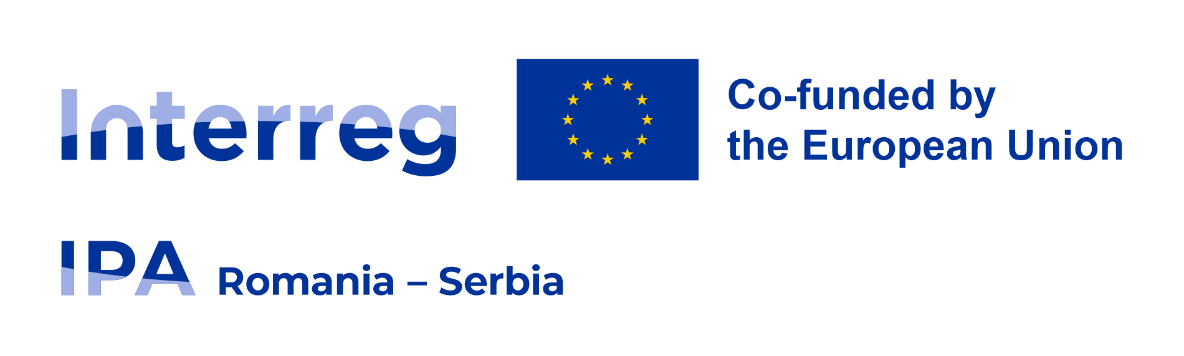 Interreg
Co-funded by
the European Union
IPA Romania – Serbia